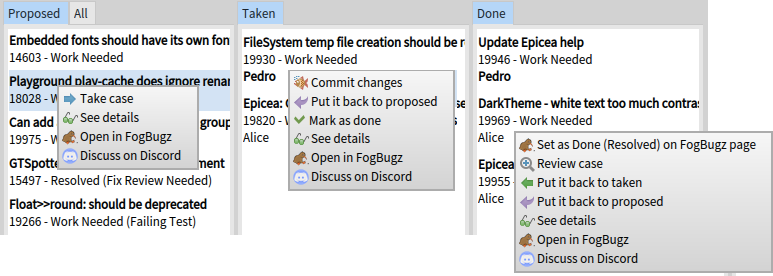 Proposed
All
Embedded fonts should have its own fon
14603 - Work Needed
Playground play-cache does ignore renar
18028 - W
Can add
group
19975 -
GTSpotte
ment
15497 - Resolved (Fix Review Needed)
Float>>round: should be deprecated
19266 - Work Needed (Failing Test)
Take case
See details
Open in FogBugz
Discuss on Discord
Taken
FileSystem temp file creation should be r
19930 - Work Needed
Pedro
Epicea: C
e overflow
19820 -
Alice
Commit changes
Put it back to proposed
Mark as done
See details
Open in FogBugz
Discuss on Discord
Done
Update Epicea help
19946 - Work Needed
Pedro
DarkTheme - white text too much contras
19969 - Work Needed
Alice
Epicea
19955 -
Alice
Set as Done (Resolved) on FogBugz page
Review case
Put it back to taken
Put it back to proposed
See details
Open in FogBugz
Discuss on Discord